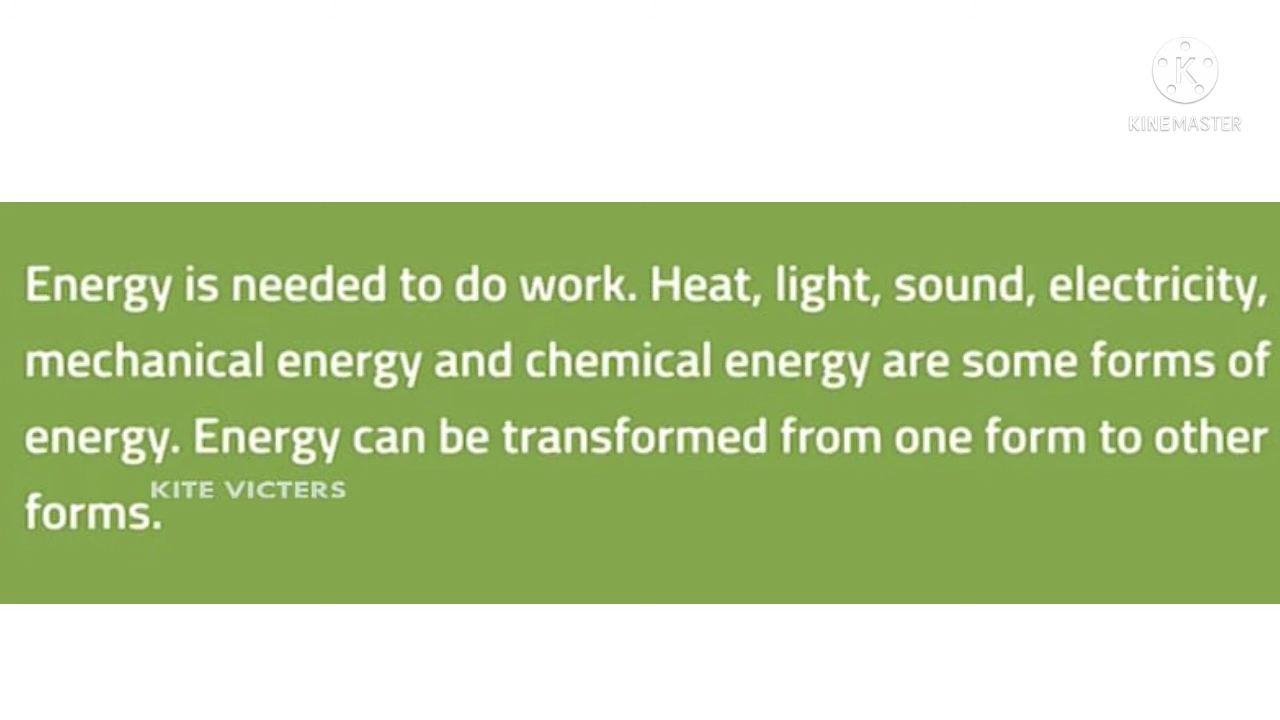 K
KINEMASTER
Energy is needed to do work. Heat, light, sound, electricity,
mechanical energy and chemical energy are some forms of
energy. Energy can be transformed from one form to other
forms.
KITE VICTERS